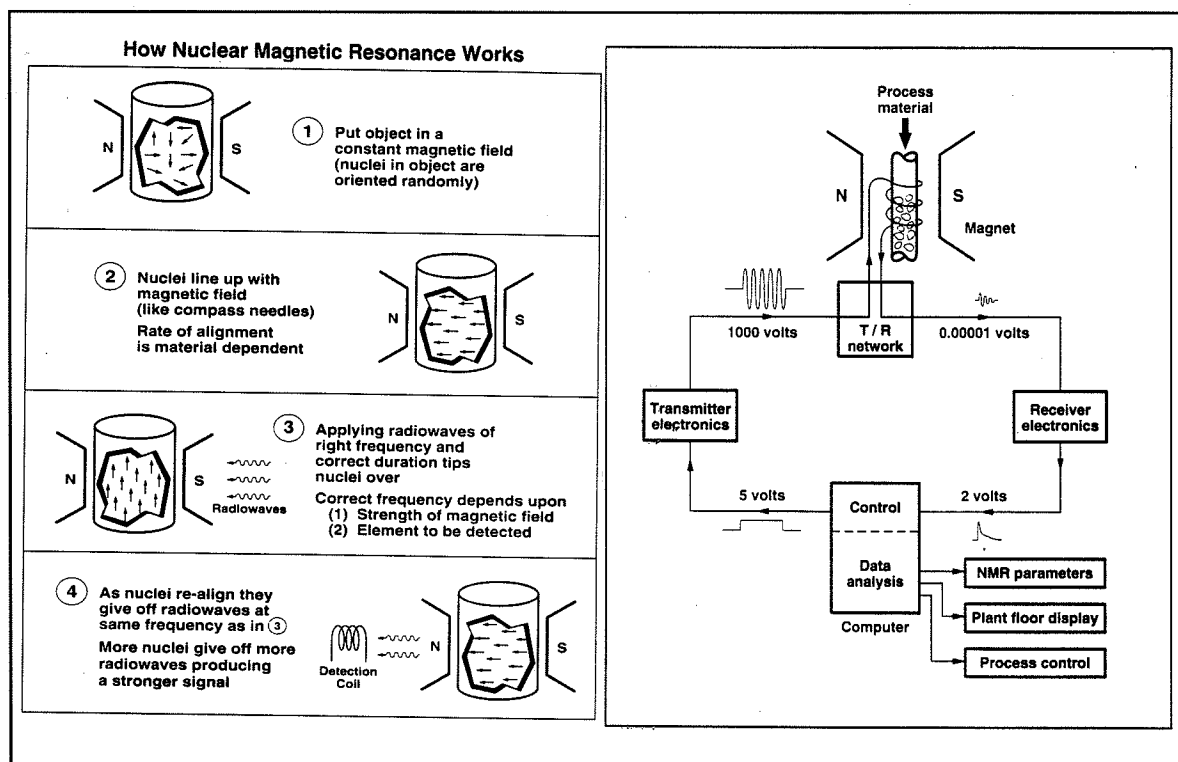 How Nuclear Magnetic Resonance Works
N
S
1
Put object in a
constant magnetic field
(nuclei in object are
oriented randomly)
2
Nuclei line up with
magnetic field
(like compass needles)
Rate of alignment
is material dependent
N
S
N
S
Radiowaves
3
Applying radiowaves of
right frequency and
correct duration tips
nuclei over
Correct frequency depends upon
(1) Strength of magnetic field
(2) Element to be detected
4
As nuclei re-align they
give off radiowaves at
same frequency as in 3
More nuclei give off more
radiowaves producing
a stronger signal
Detection
Coil
N
S
Process
material
N
S
Magnet
1000 volts
T / R
network
0.00001 volts
Transmitter
electronics
Receiver
electronics
5 volts
Control
2 volts
Data
analysis
Computer
NMR parameters
Plant floor display
Process control